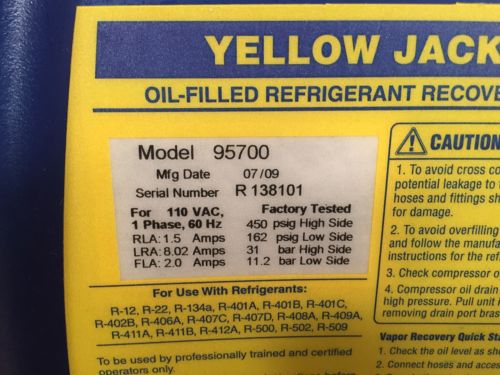 YELLOW JACK
OIL-FILLED REFRIGERANT RECOVE
Model 95700
Mfg Date 07/09
Serial Number R 138101
For 110 VAC,
1 Phase, 60 Hz
RLA: 1.5 Amps
LRA: 8.02 Amps
FLA: 2.0 Amps
Factory Tested
450 psig High Side
162 psig Low Side
31 bar High Side
11.2 bar Low Side
For Use With Refrigerants:
R-12, R-22, R-134a, R-401A, R-401B, R-401C,
R-402B, R-406A, R-407C, R-407D, R-408A, R-409A,
R-411A, R-411B, R-412A, R-500, R-502, R-509
To be used by professionally trained and certified
operators only.
CAUTION
1. To avoid cross co
potential leakage to
hoses and fittings sh
for damage.
2. To avoid overfilling
and follow the manufa
instructions for the refr
3. Check compressor o
4. Compressor oil drain
high pressure. Pull unit i
removing drain port bras
Vapor Recovery Quick Sta
1. Check the oil level as sho
2. Connect hoses and access